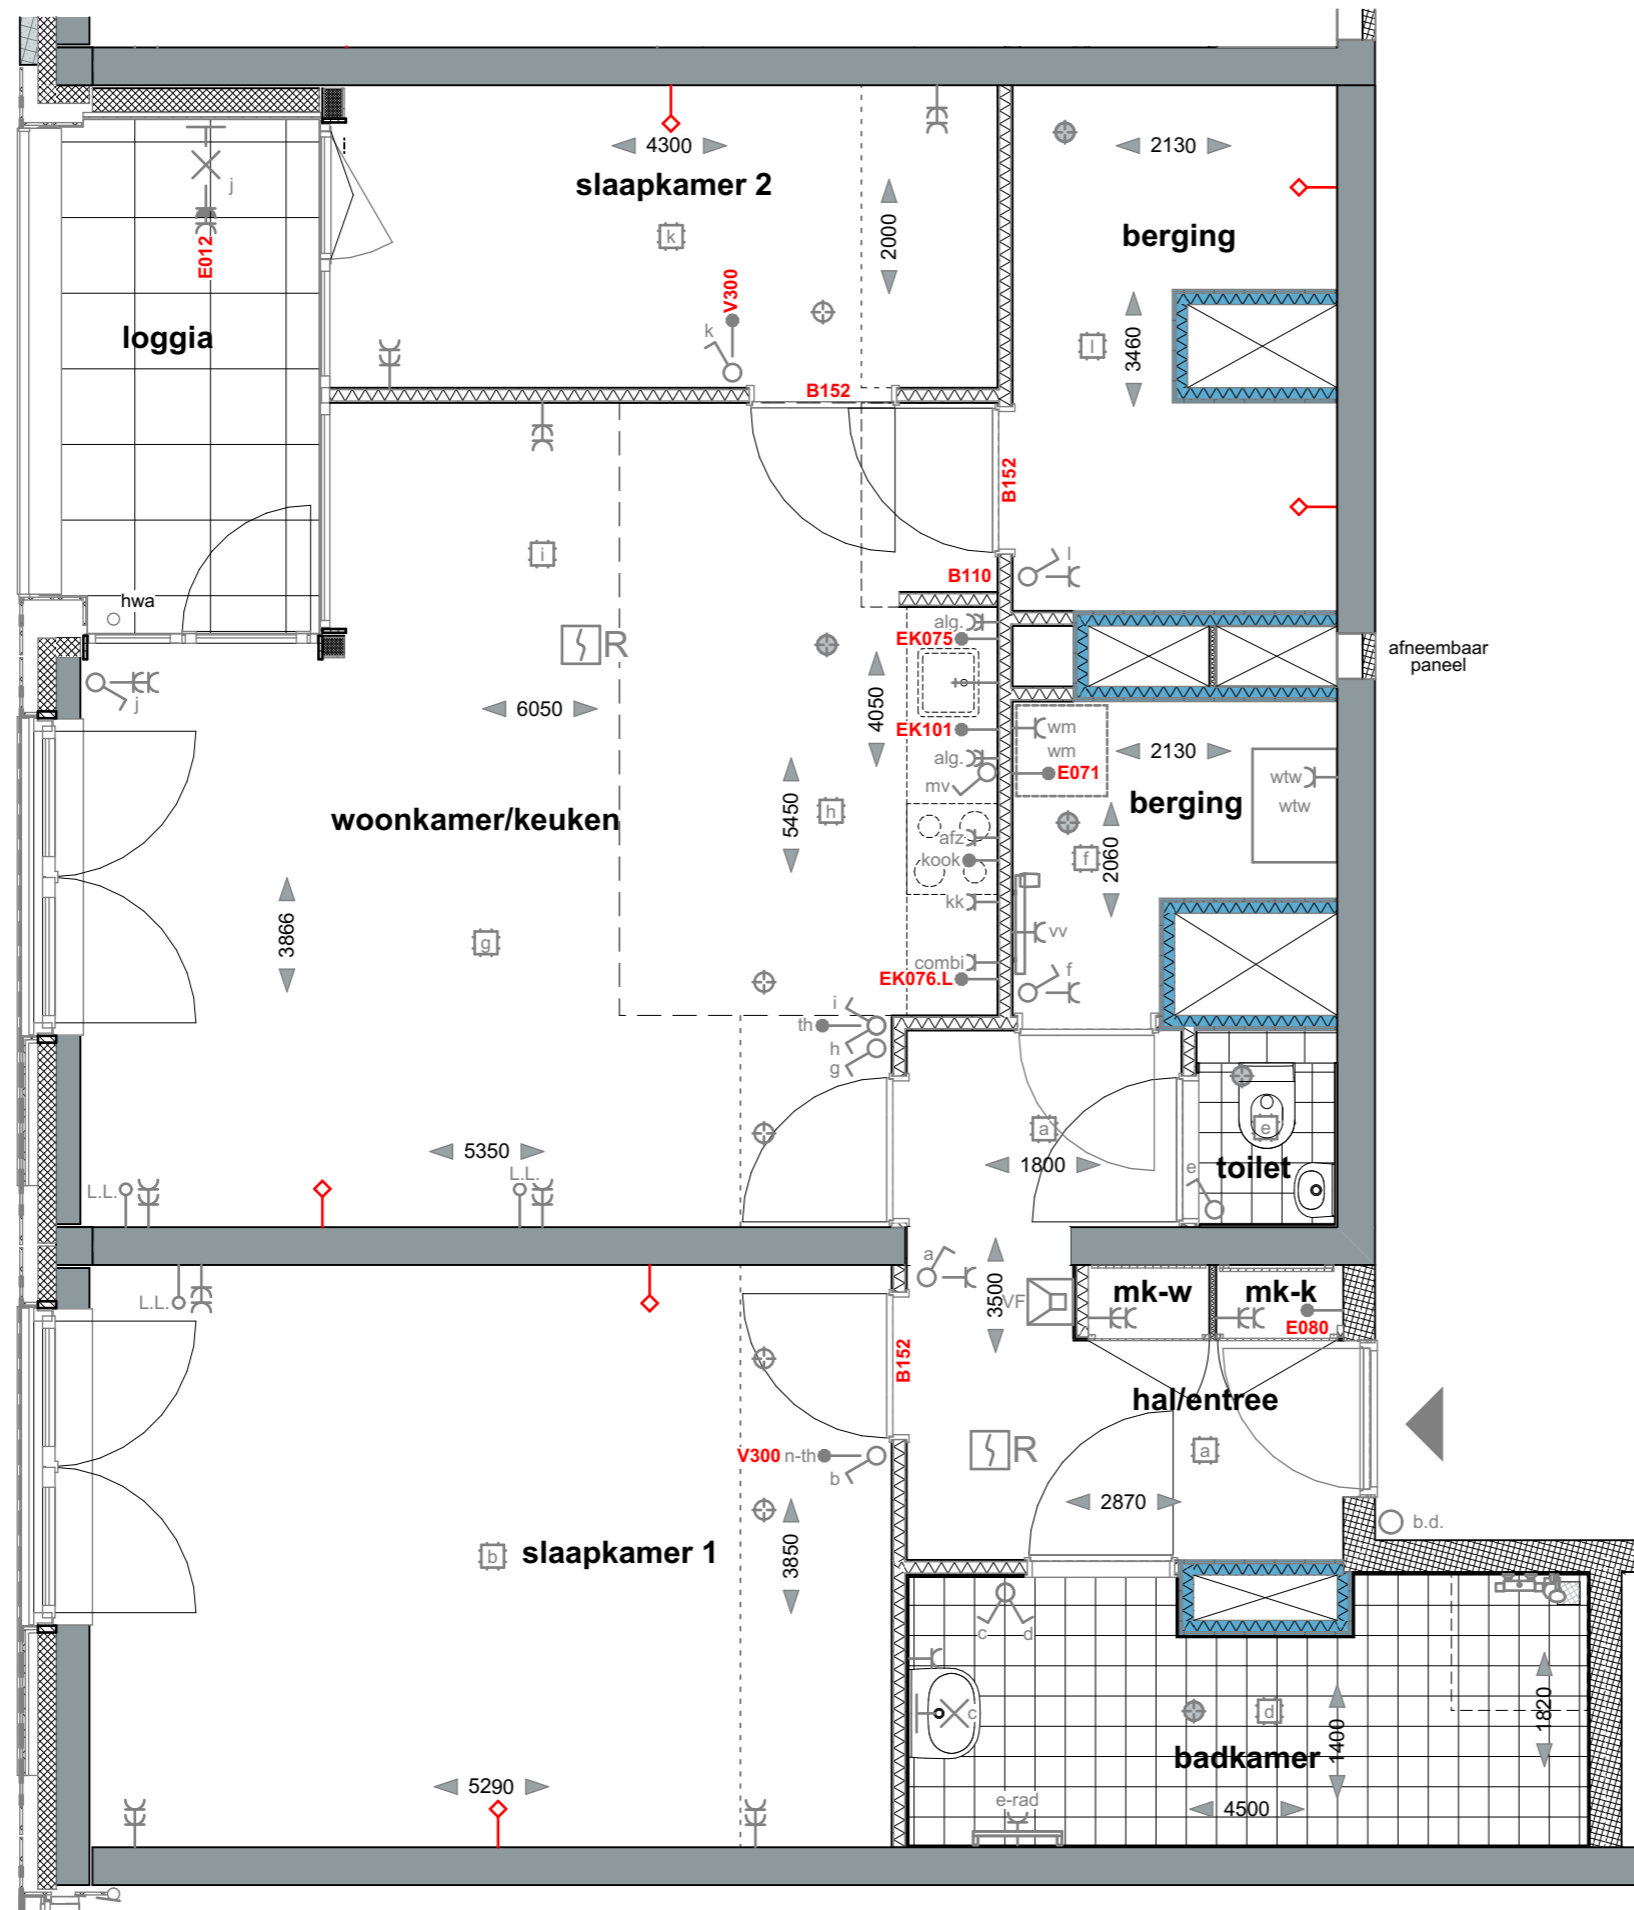 4300
slaapkamer 2
2130
j
k
2000
berging
E012
V300
loggia
k
l
3460
B152
B152
hwa
i
l
B110
alg.
EK075
R
afneembaar
paneel
j
6050
4050
EK101
wm
wm
2130
alg.
E071
wtw
mv
wtw
woonkamer/keuken
5450
h
berging
afz
kook
f
2060
kk
3866
g
vv
combi
EK076.L
f
i
th
h
g
a
e
5350
1800
toilet
L.L.
L.L.
e
a
3500
VF
mk-w
mk-k
L.L.
E080
B152
hal/entree
R
a
V300 n-th
b
2870
b.d.
b
slaapkamer 1
3850
c
d
c
d
1400
1820
badkamer
5290
e-rad
4500